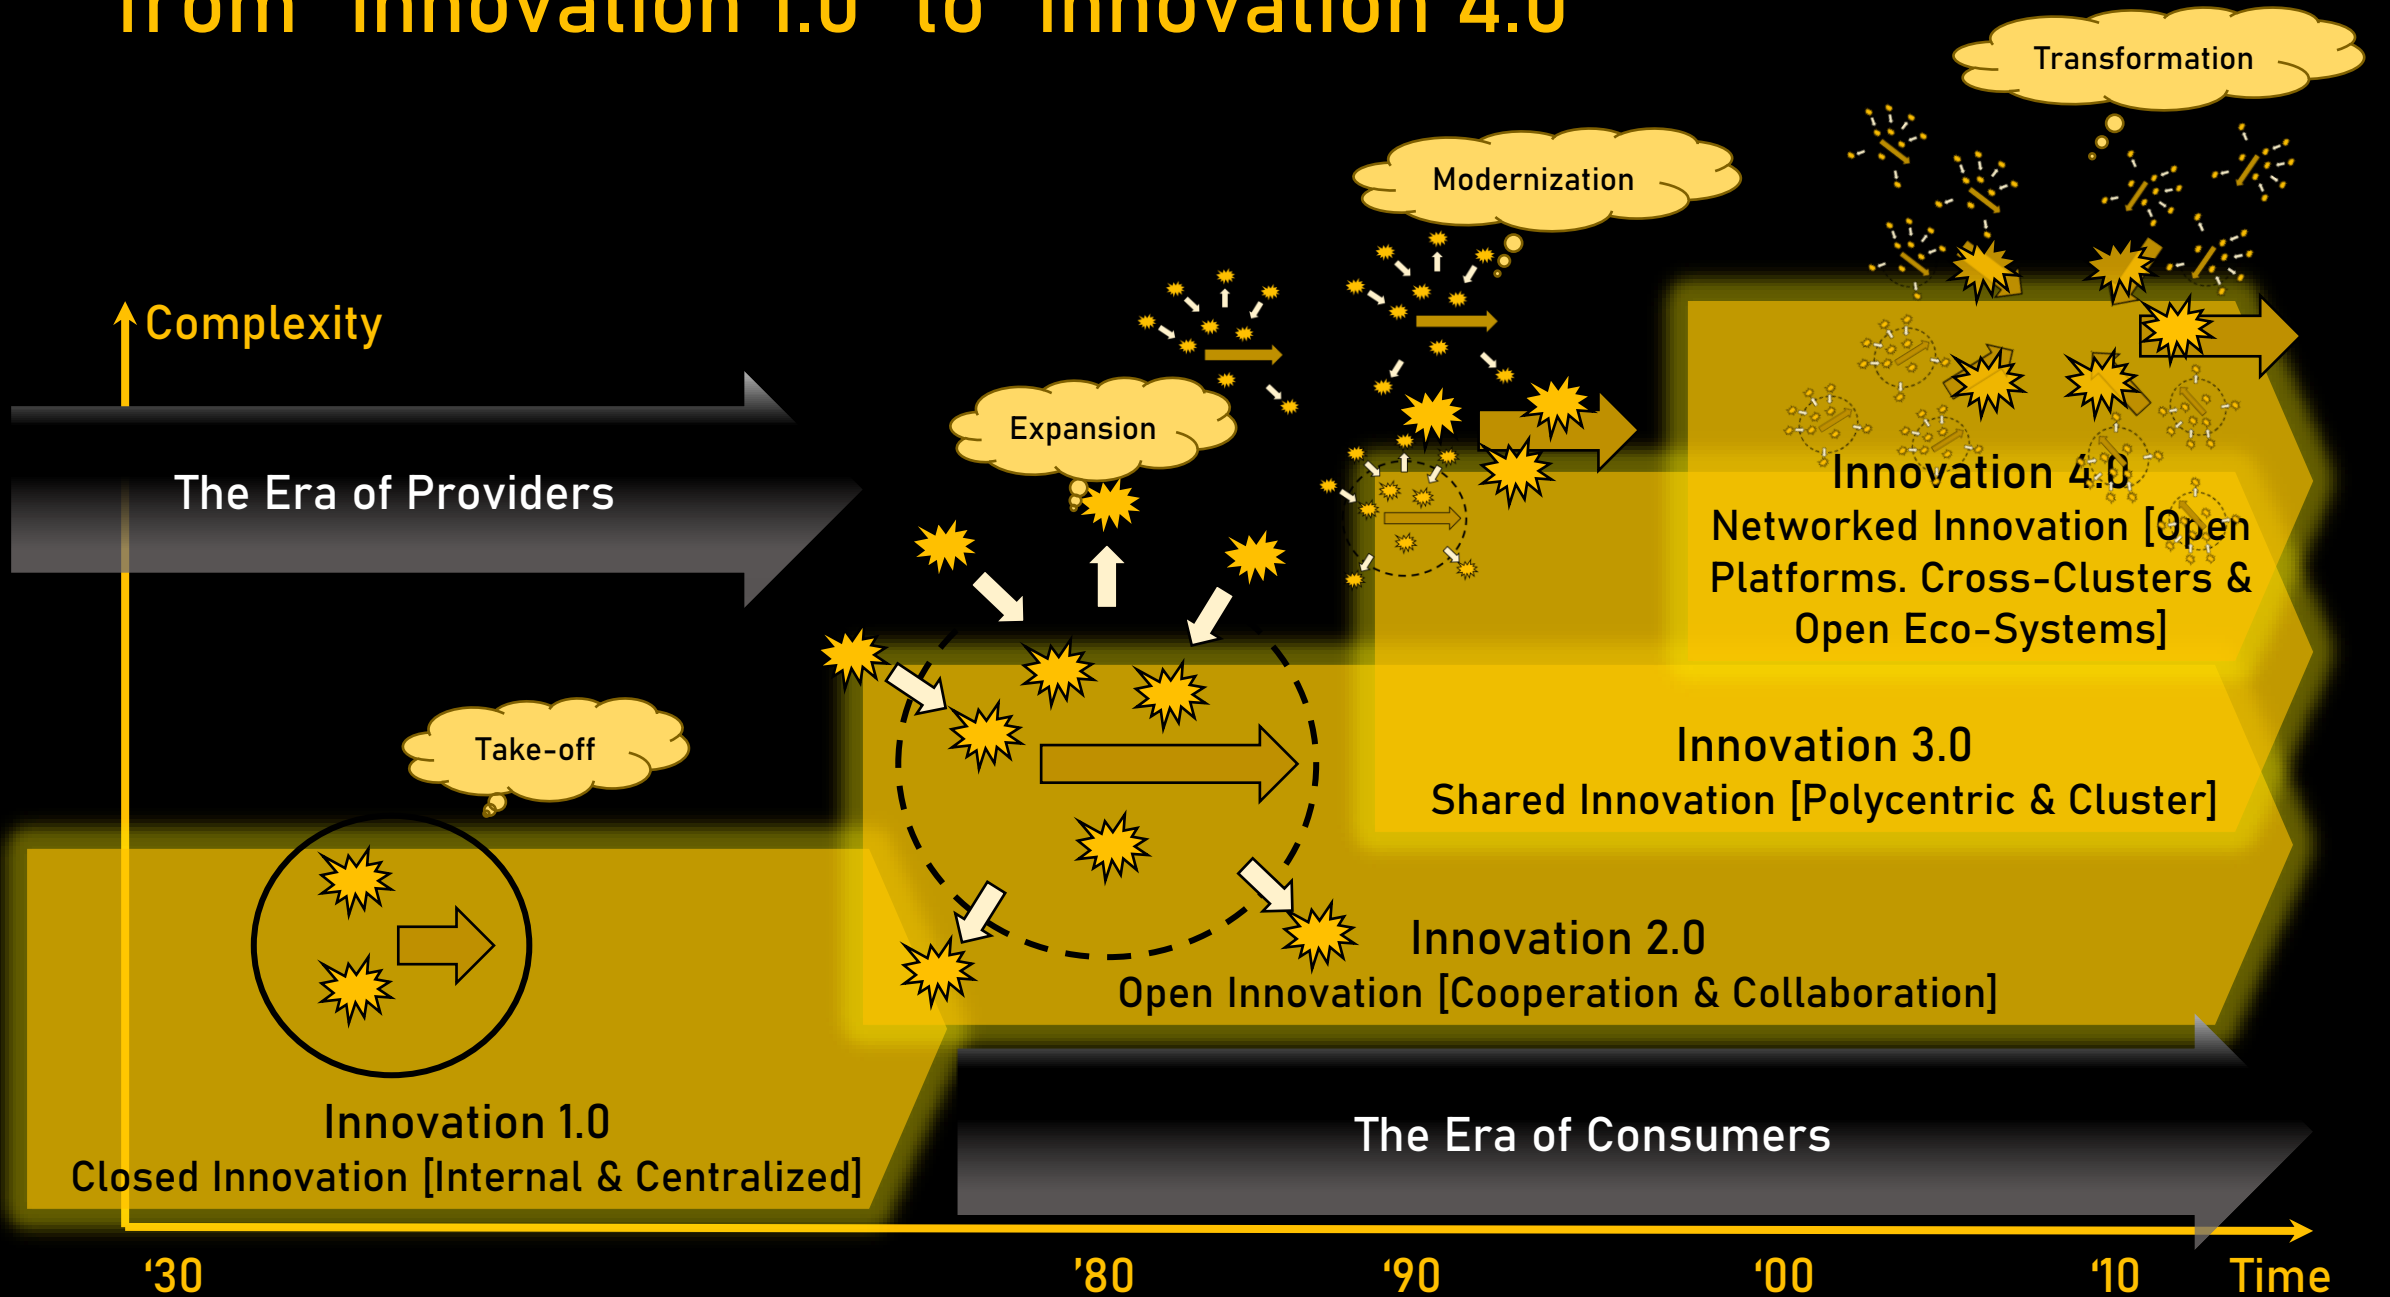 from "Innovation 1.0" to "Innovation 4.0"
Transformation
Modernization
Complexity
Expansion
The Era of Providers
Innovation 4.0
Networked Innovation [Open
Platforms. Cross-Clusters &
Open Eco-Systems]
Take-off
Innovation 3.0
Shared Innovation [Polycentric & Cluster]
Innovation 2.0
Open Innovation [Cooperation & Collaboration]
Innovation 1.0
Closed Innovation [Internal & Centralized]
The Era of Consumers
‘30
’80
‘90
‘00
‘10
Time